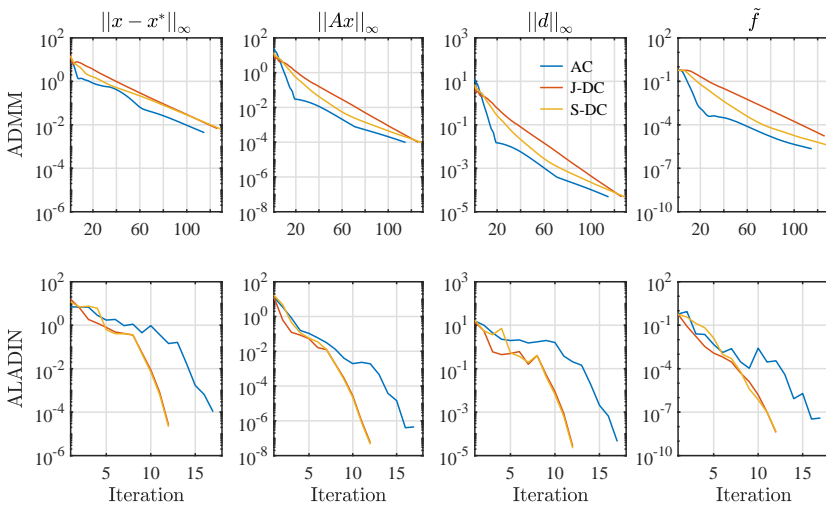 ||x − x*||∞ ||Ax||∞ ||d||∞ f̃
ADMM
10² 10⁰ 10⁻² 10⁻⁴ 10⁻⁶
20 60 100
10² 10⁰ 10⁻² 10⁻⁴ 10⁻⁶ 10⁻⁸
20 60 100
10³ 10¹ 10⁻¹ 10⁻³ 10⁻⁵
20 60 100
AC
J-DC
S-DC
10² 10⁻¹ 10⁻⁴ 10⁻⁷ 10⁻¹⁰
20 60 100
ALADIN
10² 10⁰ 10⁻² 10⁻⁴ 10⁻⁶
5 10 15
Iteration
10² 10⁰ 10⁻² 10⁻⁴ 10⁻⁶ 10⁻⁸
5 10 15
Iteration
10³ 10¹ 10⁻¹ 10⁻³ 10⁻⁵
5 10 15
Iteration
10² 10⁻¹ 10⁻⁴ 10⁻⁷ 10⁻¹⁰
5 10 15
Iteration